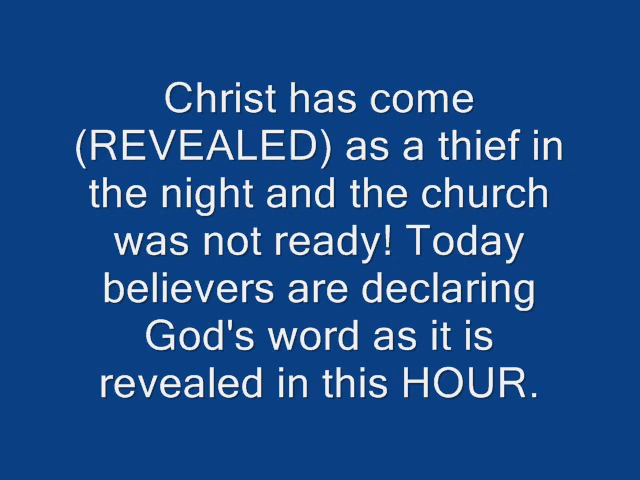 Christ has come
(REVEALED) as a thief in
the night and the church
was not ready! Today
believers are declaring
God's word as it is
revealed in this HOUR.